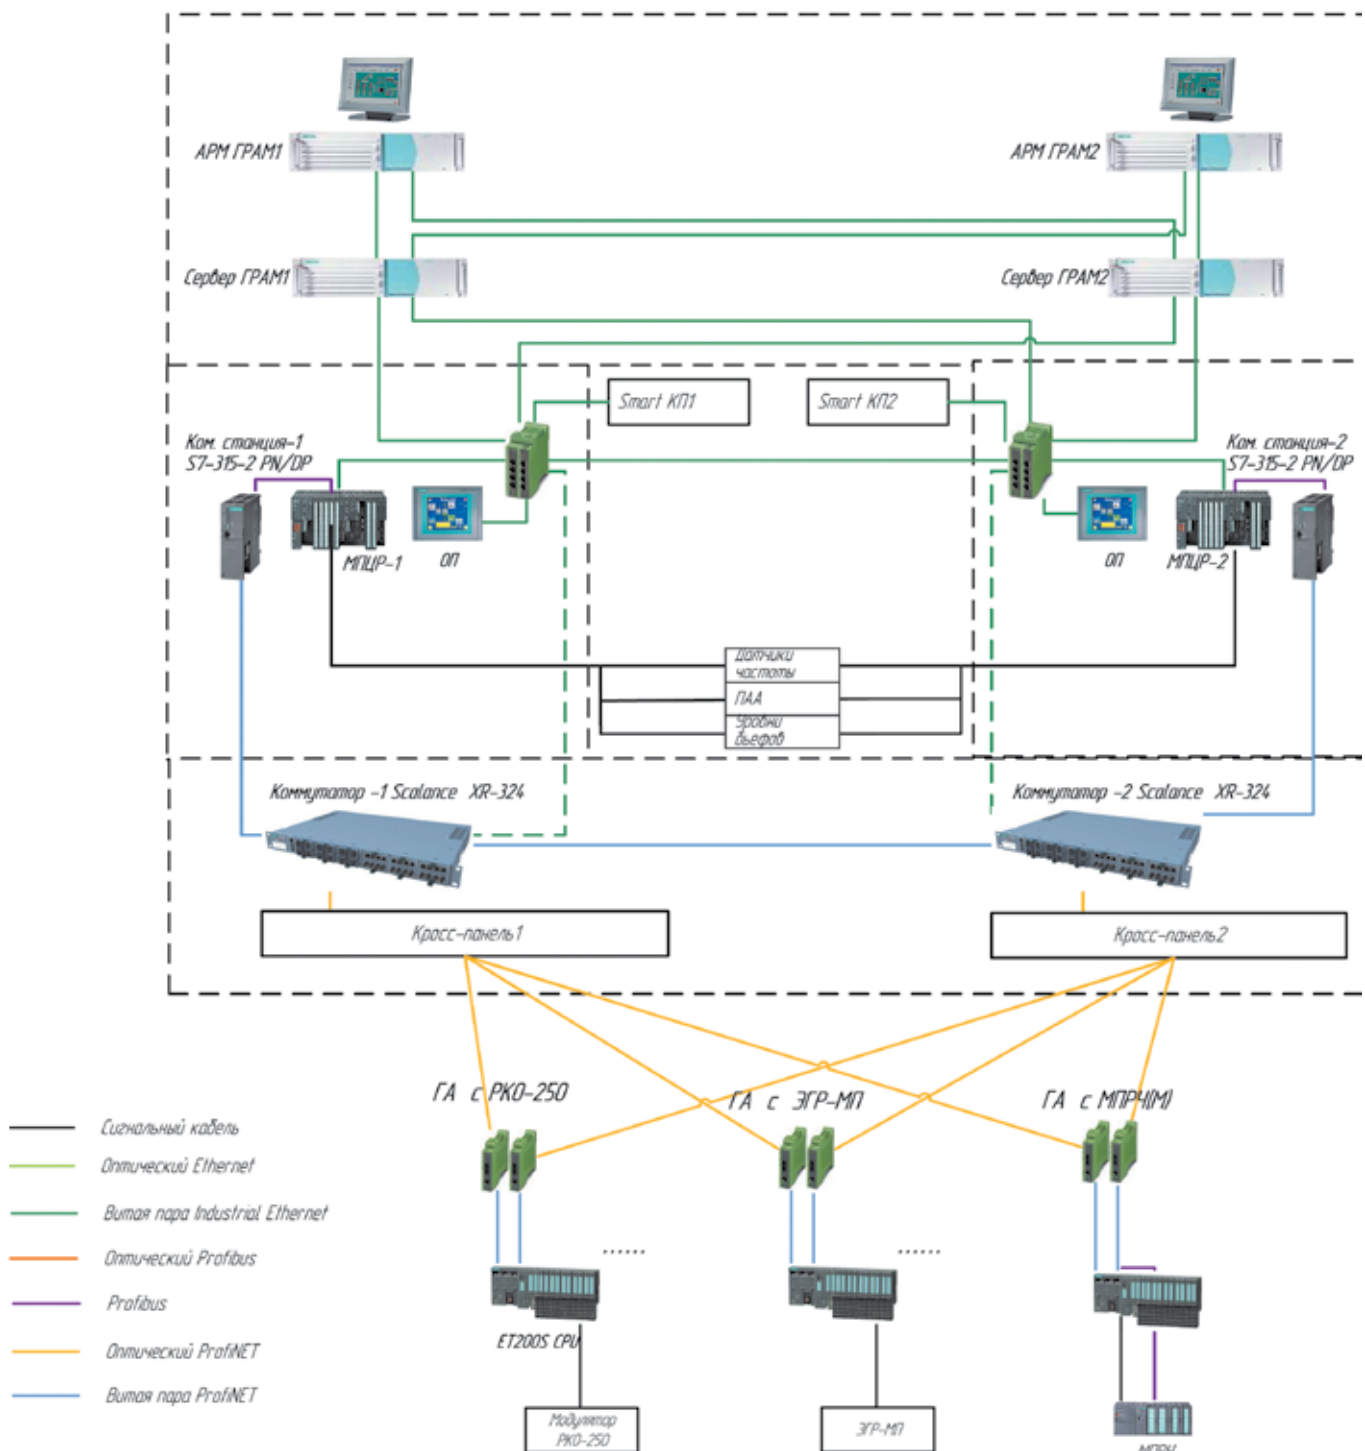 АРМ ГРАМ1
АРМ ГРАМ2
Сервер ГРАМ1
Сервер ГРАМ2
Smart КП1
Smart КП2
Ком. станция-1
S7-315-2 PN/DP
Ком. станция-2
S7-315-2 PN/DP
МПЦР-1
ОП
ОП
МПЦР-2
Датчики
частоты
ПАА
Уровни
бьефов
Коммутатор -1 Scalance XR-324
Коммутатор -2 Scalance XR-324
Кросс-панель1
Кросс-панель2
ГА с РКО-250
ГА с ЭГР-МП
ГА с МПРЧ(М)
Сигнальный кабель
Оптический Ethernet
Витая пара Industrial Ethernet
Оптический Profibus
Profibus
Оптический ProfiNET
Витая пара ProfiNET
......
......
ET200S CPU
Модулятор
РКО-250
ЭГР-МП
МПРЧ